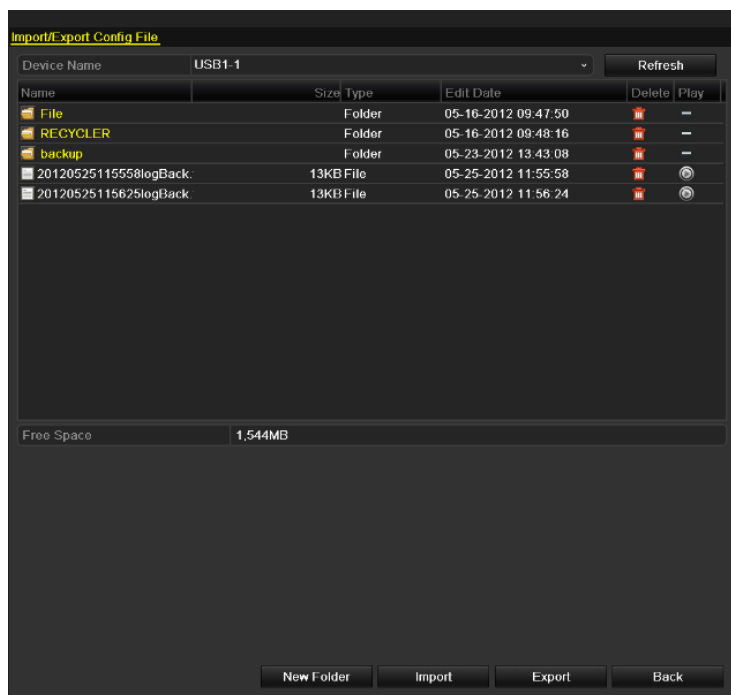 Import/Export Config File
Device Name USB1-1 Refresh
Name Size Type Edit Date Delete Play
File Folder 05-16-2012 09:47:50 –
RECYCLER Folder 05-16-2012 09:48:16 –
backup Folder 05-23-2012 13:43:08 –
20120525115558logBack. 13KB File 05-25-2012 11:55:58
20120525115625logBack. 13KB File 05-25-2012 11:56:24
Free Space 1,544MB
New Folder Import Export Back